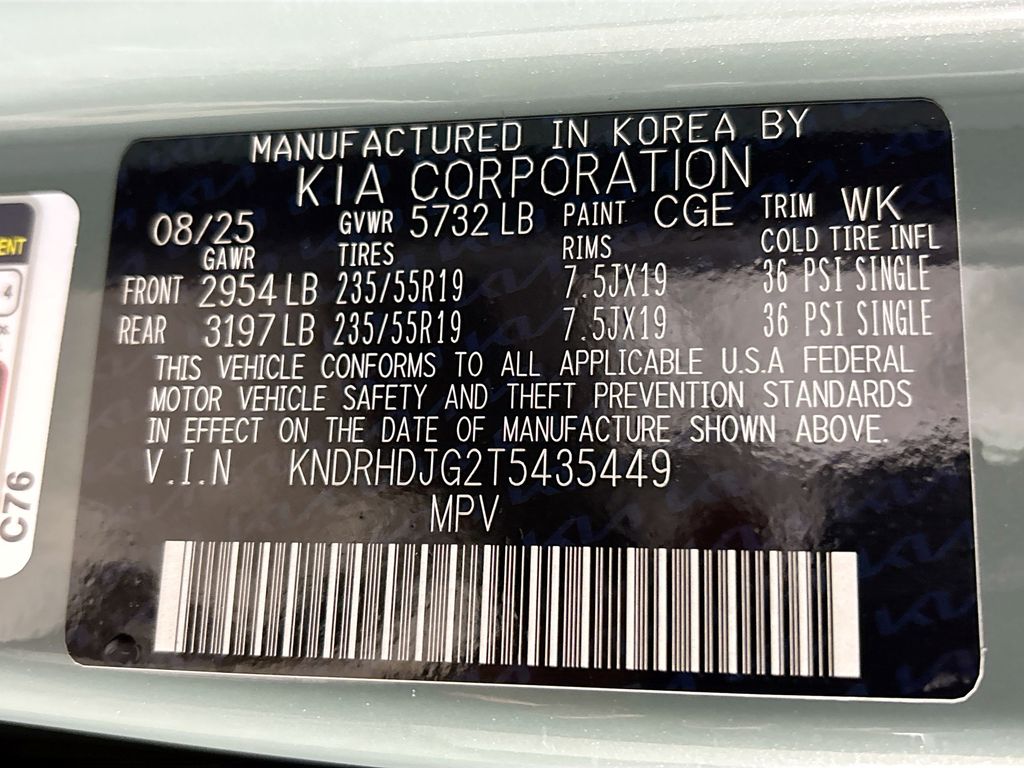 MANUFACTURED IN KOREA BY
KIA CORPORATION
08/25 GVWR 5732 LB PAINT CGE TRIM WK
GAWR TIRES RIMS COLD TIRE INFL
FRONT 2954 LB 235/55R19 7.5JX19 36 PSI SINGLE
REAR 3197 LB 235/55R19 7.5JX19 36 PSI SINGLE
THIS VEHICLE CONFORMS TO ALL APPLICABLE U.S.A FEDERAL
MOTOR VEHICLE SAFETY AND THEFT PREVENTION STANDARDS
IN EFFECT ON THE DATE OF MANUFACTURE SHOWN ABOVE.
V.I.N KNDRHDJG2T5435449
MPV
ENT
4
C76